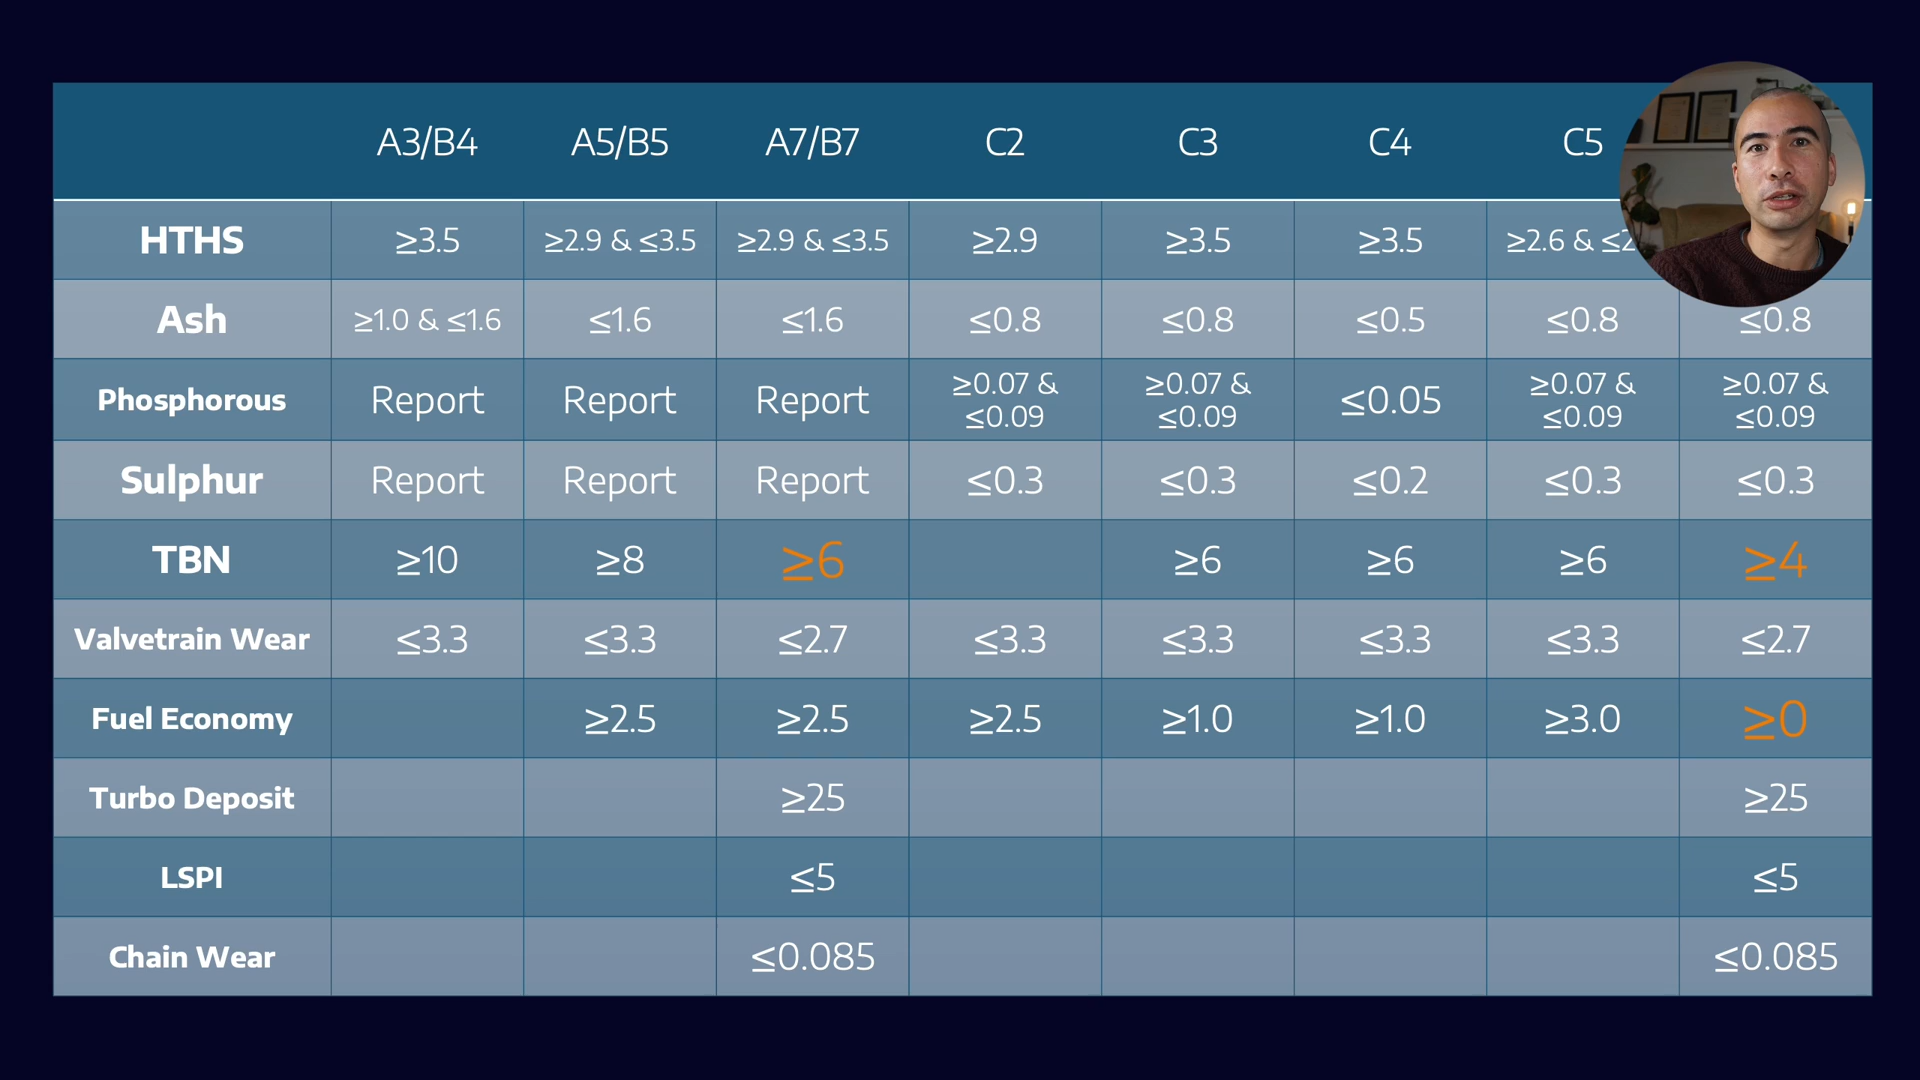 A3/B4 A5/B5 A7/B7 C2 C3 C4 C5
HTHS ≥3.5 ≥2.9 & ≤3.5 ≥2.9 & ≤3.5 ≥2.9 ≥3.5 ≥3.5 ≥2.6 &
Ash ≥1.0 & ≤1.6 ≤1.6 ≤1.6 ≤0.8 ≤0.8 ≤0.5 ≤0.8 ≤0.8
Phosphorous Report Report Report ≥0.07 & ≤0.09 ≥0.07 & ≤0.09 ≤0.05 ≥0.07 & ≤0.09 ≥0.07 & ≤0.09
Sulphur Report Report Report ≤0.3 ≤0.3 ≤0.2 ≤0.3 ≤0.3
TBN ≥10 ≥8 ≥6 ≥6 ≥6 ≥6 ≥4
Valvetrain Wear ≤3.3 ≤3.3 ≤2.7 ≤3.3 ≤3.3 ≤3.3 ≤3.3 ≤2.7
Fuel Economy ≥2.5 ≥2.5 ≥2.5 ≥1.0 ≥1.0 ≥3.0 ≥0
Turbo Deposit ≥25 ≥25
LSPI ≤5 ≤5
Chain Wear ≤0.085 ≤0.085